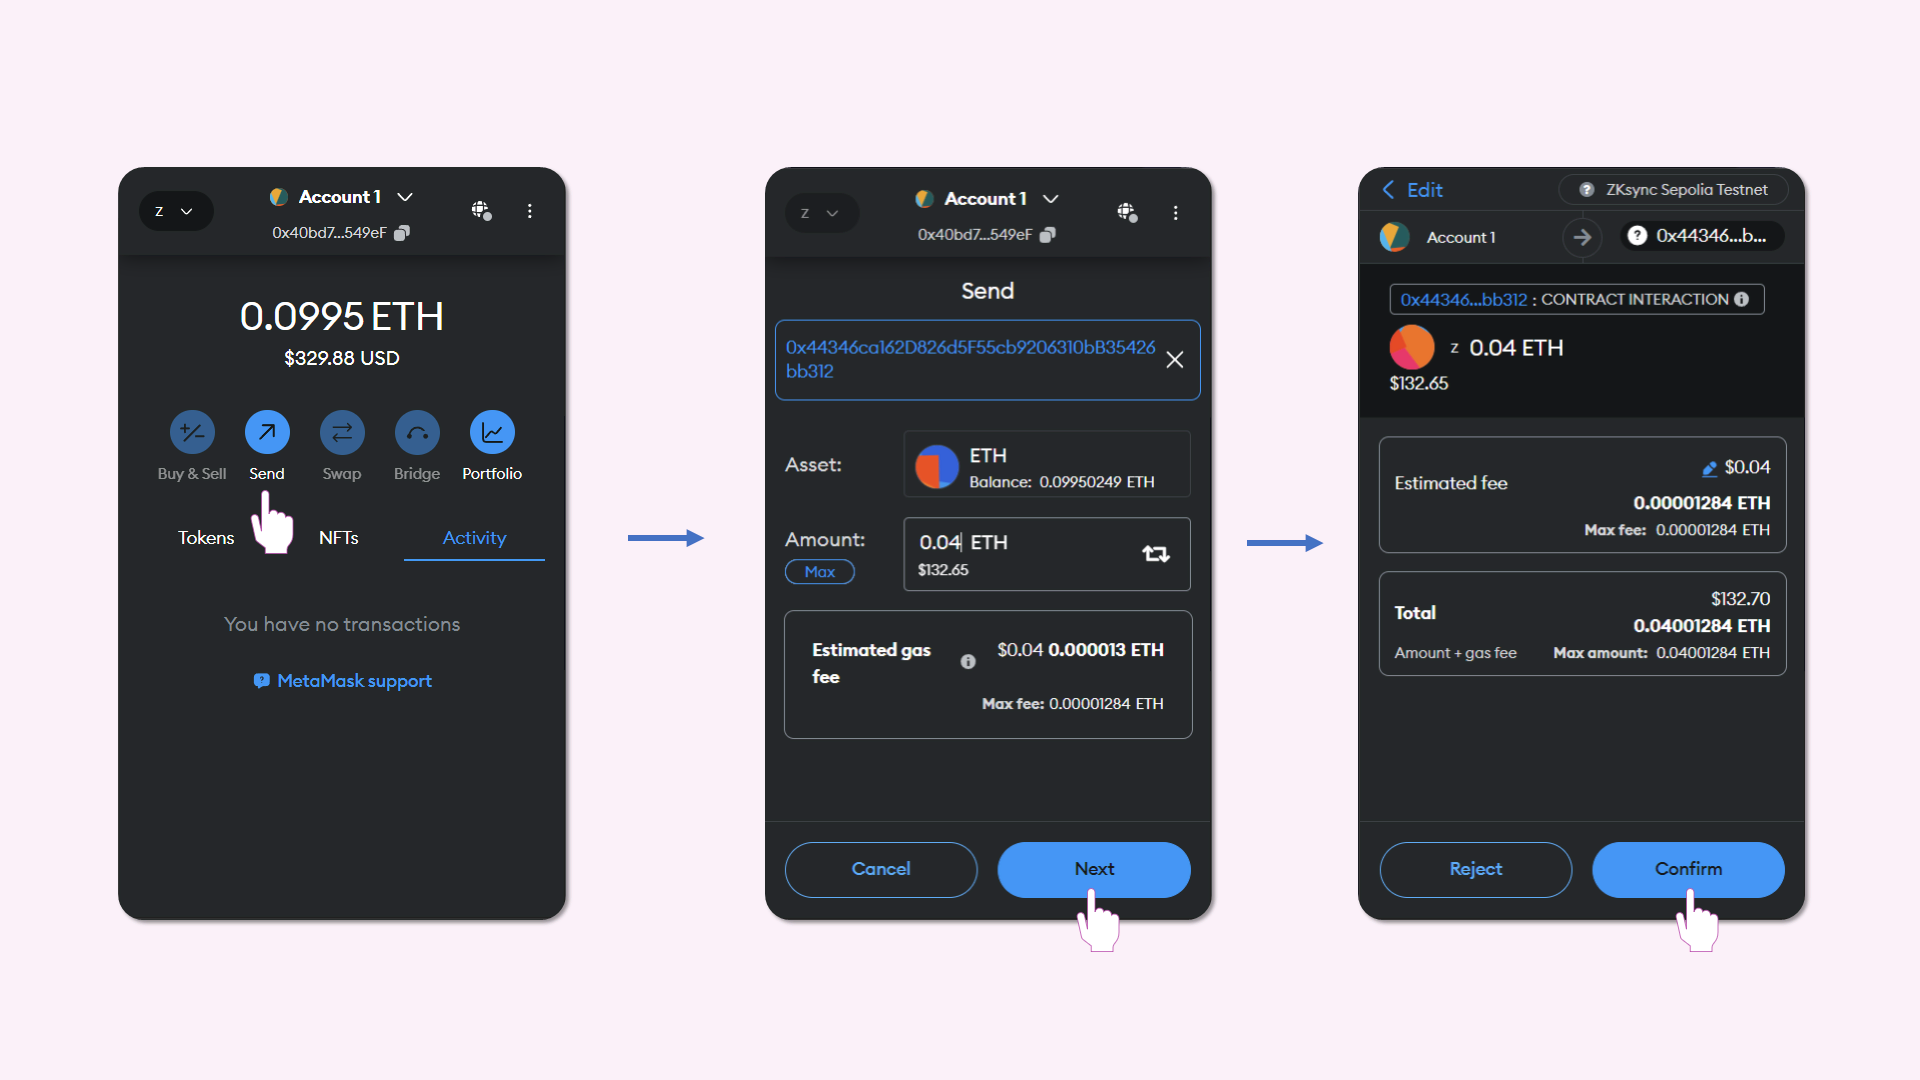 Z
Account 1
0x40bd7...549eF
0.0995 ETH
$329.88 USD
Buy & Sell
Send
Swap
Bridge
Portfolio
Tokens
NFTs
Activity
You have no transactions
MetaMask support
Z
Account 1
0x40bd7...549eF
Send
0x44346ca162D826d5F55cb9206310bB35426
bb312
Asset:
ETH
Balance: 0.09950249 ETH
Amount:
Max
0.04 ETH
$132.65
Estimated gas
fee
$0.04 0.000013 ETH
Max fee: 0.00001284 ETH
Cancel
Next
Edit
ZKsync Sepolia Testnet
Account 1
0x44346...b...
0x44346...bb312 : CONTRACT INTERACTION
Z 0.04 ETH
$132.65
Estimated fee
$0.04
0.00001284 ETH
Max fee: 0.00001284 ETH
Total
$132.70
0.04001284 ETH
Amount + gas fee
Max amount: 0.04001284 ETH
Reject
Confirm